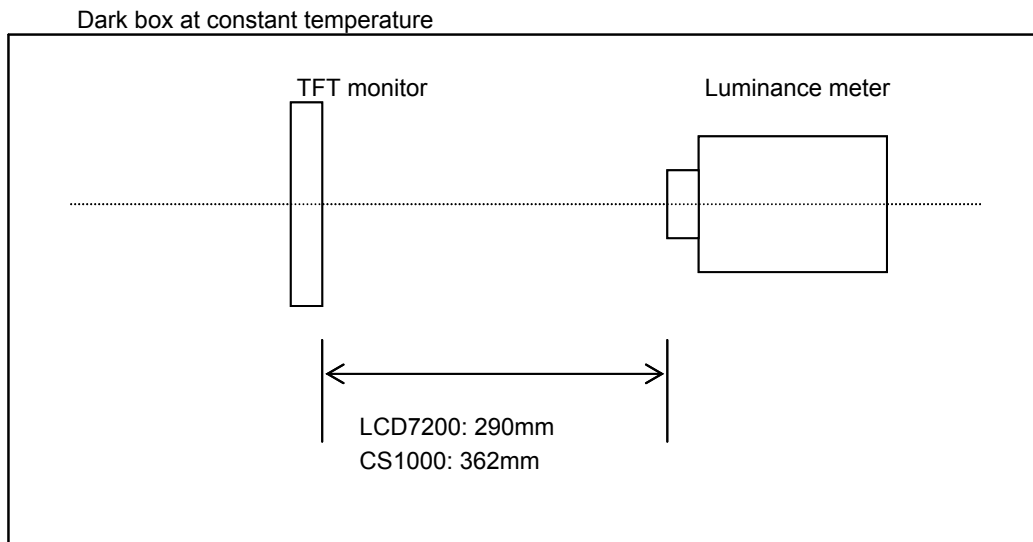 Dark box at constant temperature
TFT monitor
Luminance meter
LCD7200: 290mm
CS1000: 362mm